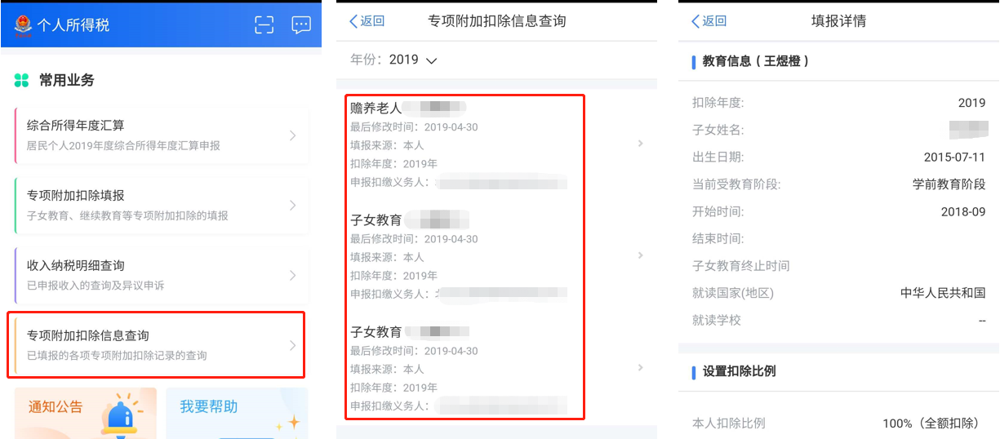 个人所得税
常用业务
综合所得年度汇算
居民个人2019年度综合所得年度汇算申报
专项附加扣除填报
子女教育、继续教育等专项附加扣除的填报
收入纳税明细查询
已申报收入的查询及异议申诉
专项附加扣除信息查询
已填报的各项专项附加扣除记录的查询
通知公告
我要帮助
返回
专项附加扣除信息查询
年份：2019
赡养老人
最后修改时间：2019-04-30
填报来源：本人
扣除年度：2019年
申报扣缴义务人：
子女教育
最后修改时间：2019-04-30
填报来源：本人
扣除年度：2019年
申报扣缴义务人：
子女教育
最后修改时间：2019-04-30
填报来源：本人
扣除年度：2019年
申报扣缴义务人：
返回
填报详情
教育信息（王煜橙）
扣除年度: 2019
子女姓名:
出生日期: 2015-07-11
当前受教育阶段: 学前教育阶段
开始时间: 2018-09
结束时间:
子女教育终止时间
就读国家(地区) 中华人民共和国
就读学校 --
设置扣除比例
本人扣除比例 100%（全额扣除）